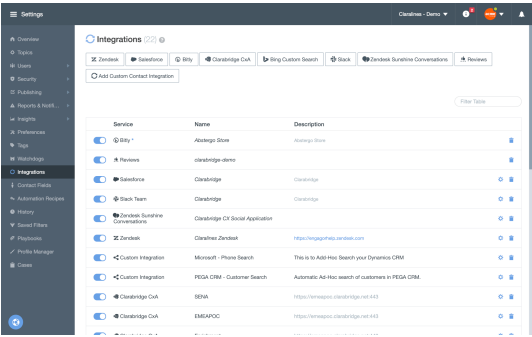 Settings
Claralines - Demo
Overview
Topics
Users
Security
Publishing
Reports & Notifi...
Insights
Preferences
Tags
Watchdogs
Integrations
Contact Fields
Automation Recipes
History
Saved Filters
Playbooks
Profile Manager
Cases
Integrations (22)
Zendesk
Salesforce
Bitly
Clarabridge CxA
Bing Custom Search
Slack
Zendesk Sunshine Conversations
Reviews
Add Custom Contact Integration
Filter Table
Service Name Description
Bitly * Abstergo Store Abstergo Store
Reviews clarabridge-demo
Salesforce Clarabridge Clarabridge
Slack Team Clarabridge Clarabridge
Zendesk Sunshine
Conversations Clarabridge CX Social Application
Zendesk Claralines Zendesk https://engagorhelp.zendesk.com
Custom Integration Microsoft - Phone Search This is to Add-Hoc Search your Dynamics CRM
Custom Integration PEGA CRM - Customer Search Automatic Ad-Hoc search of customers in PEGA CRM.
Clarabridge CxA SENA https://emeapoc.clarabridge.net:443
Clarabridge CxA EMEAPOC https://emeapoc.clarabridge.net:443